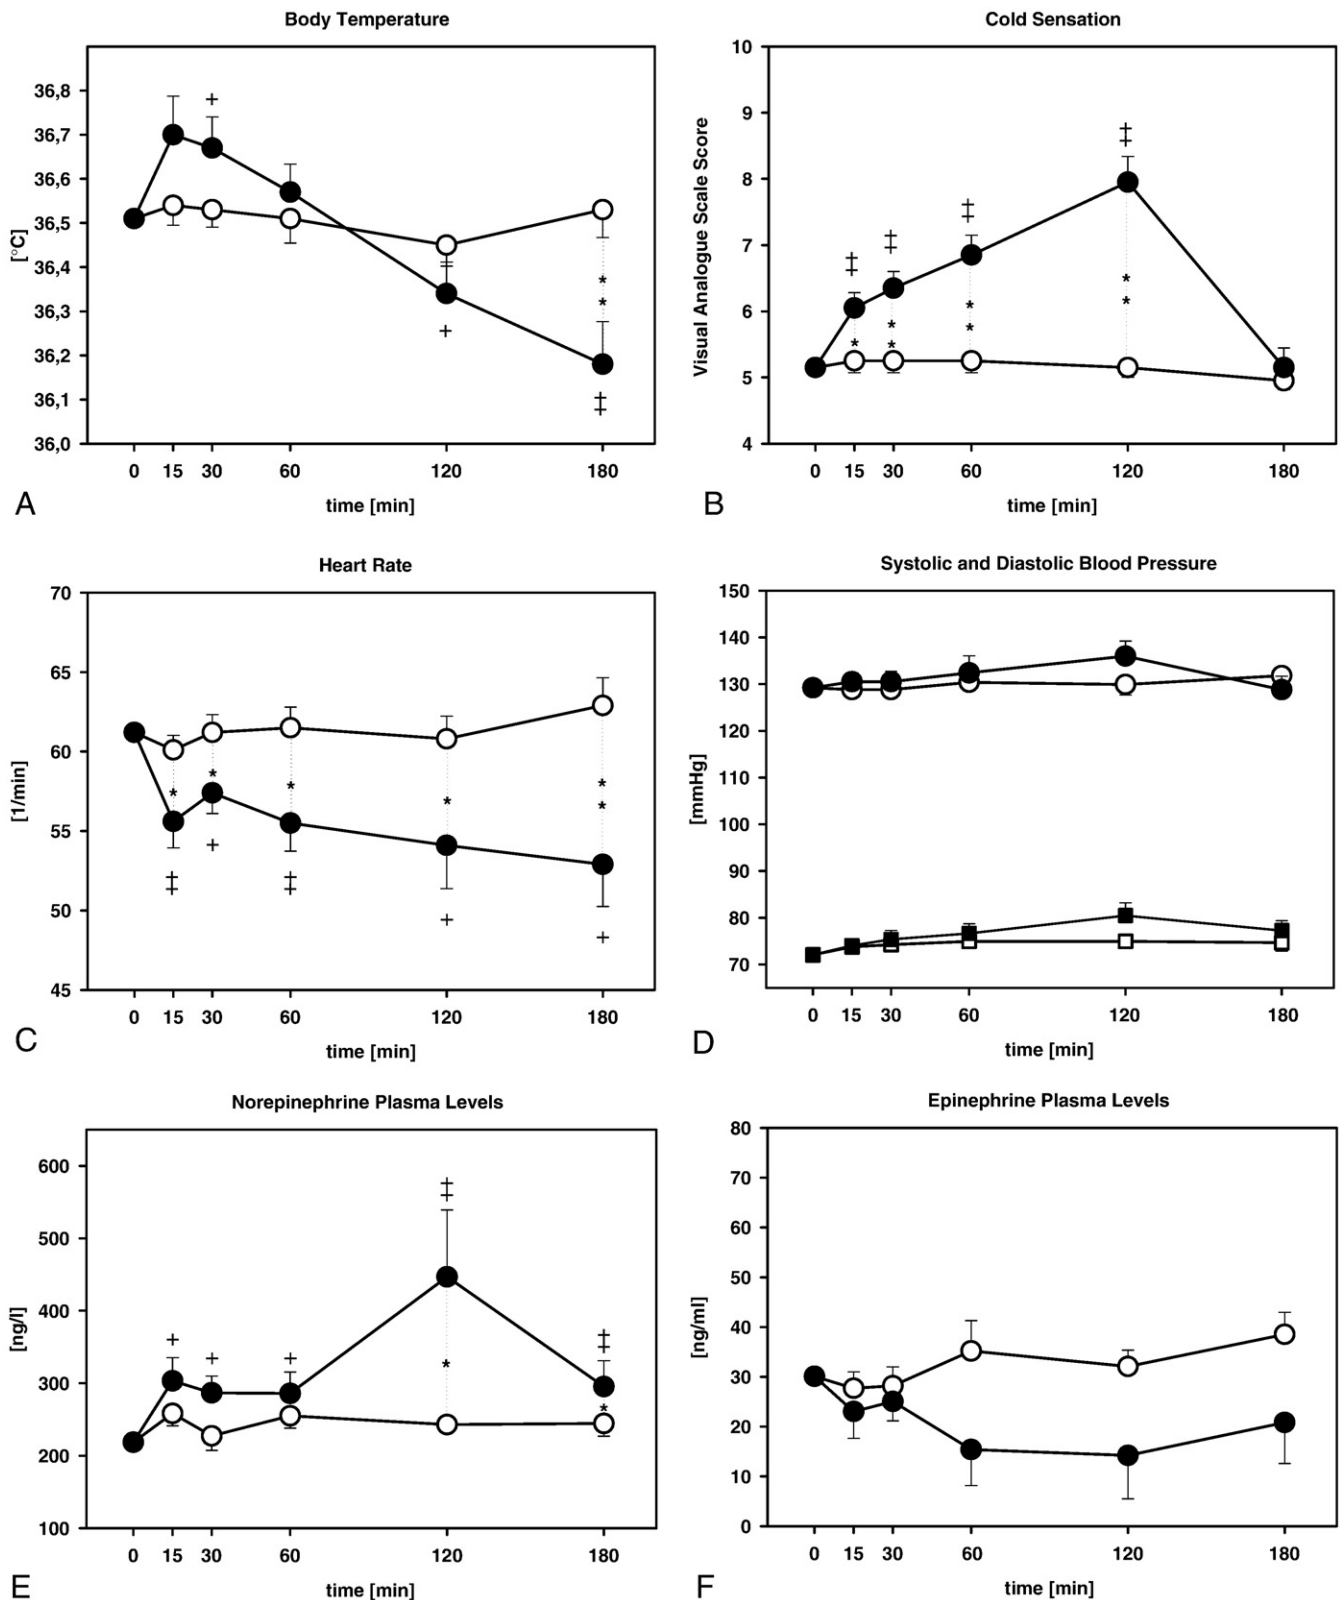 Body Temperature
[°C]
36,8
36,7
36,6
36,5
36,4
36,3
36,2
36,1
36,0
+
* *
+
‡
0 15 30 60 120 180
time [min]
A
Cold Sensation
Visual Analogue Scale Score
10
9
8
7
6
5
4
‡ ‡ ‡ ‡
* * * * * * *
0 15 30 60 120 180
time [min]
B
Heart Rate
[1/min]
70
65
60
55
50
45
* * * * * *
‡ + ‡ + +
0 15 30 60 120 180
time [min]
C
Systolic and Diastolic Blood Pressure
[mmHg]
150
140
130
120
110
100
90
80
70
0 15 30 60 120 180
time [min]
D
Norepinephrine Plasma Levels
[ng/l]
600
500
400
300
200
100
+ + + ‡ ‡
* *
0 15 30 60 120 180
time [min]
E
Epinephrine Plasma Levels
[ng/ml]
80
70
60
50
40
30
20
10
0
0 15 30 60 120 180
time [min]
F